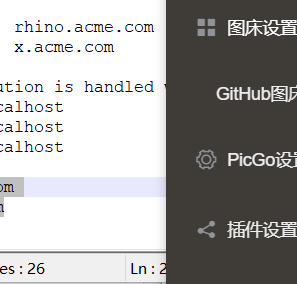 rhino.acme.com
x.acme.com
ution is handled
calhost
calhost
calhost
om
es : 26
Ln : 2
图床设置
GitHub图床
PicGo设
插件设置